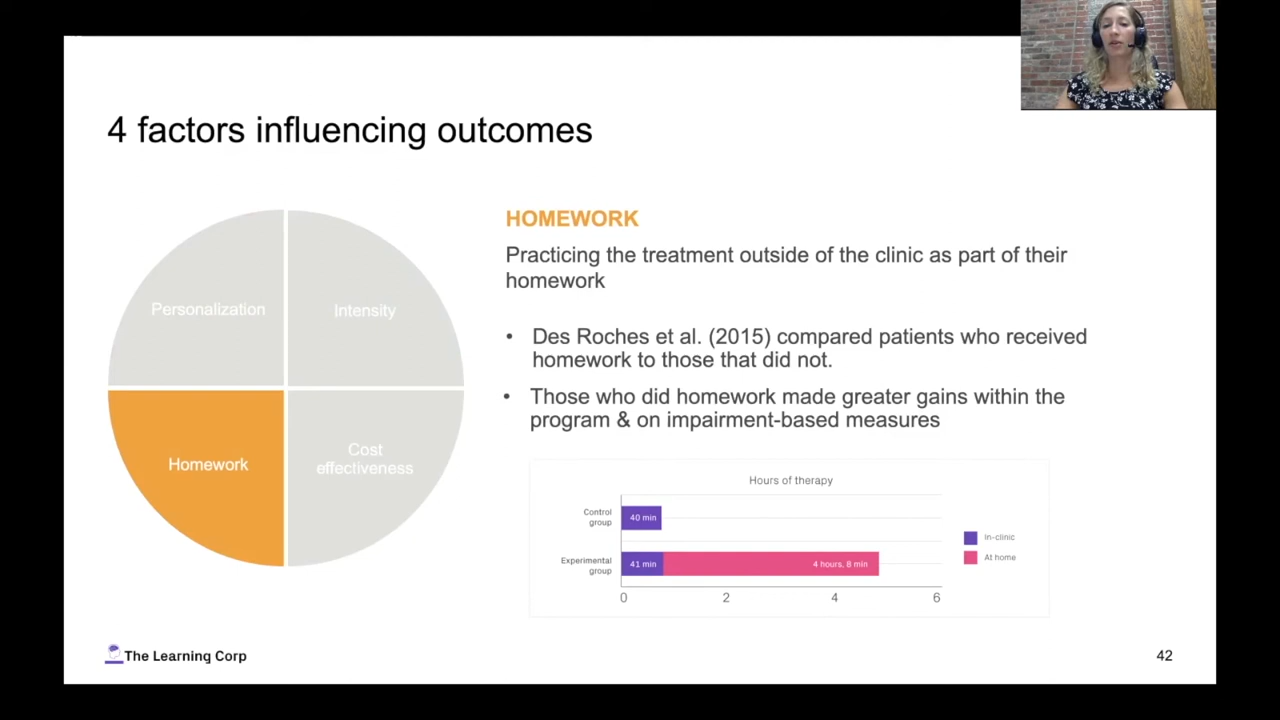 4 factors influencing outcomes
Personalization
Intensity
Homework
Cost
effectiveness
HOMEWORK
Practicing the treatment outside of the clinic as part of their
homework
• Des Roches et al. (2015) compared patients who received
homework to those that did not.
• Those who did homework made greater gains within the
program & on impairment-based measures
Hours of therapy
Control
group
40 min
Experimental
group
41 min
4 hours, 8 min
In-clinic
At home
0 2 4 6
The Learning Corp
42